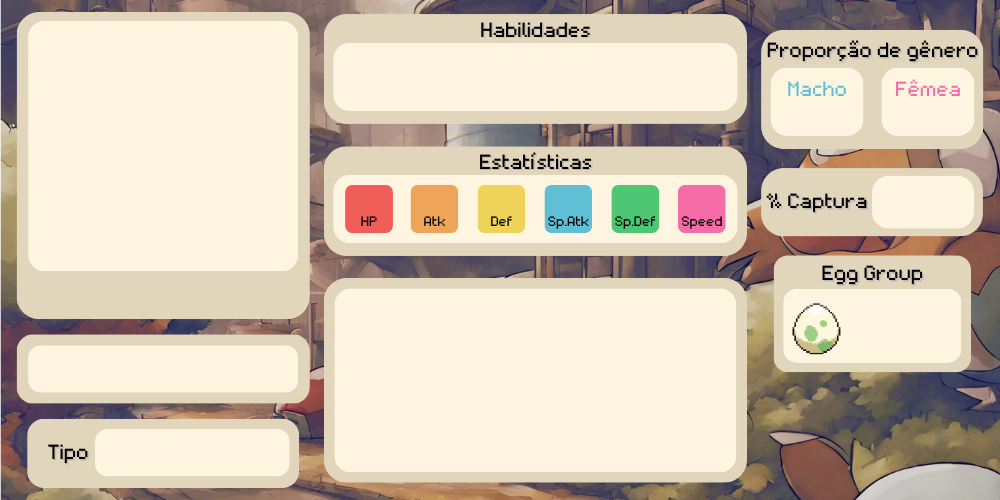 Habilidades
Estatísticas
HP
Atk
Def
Sp.Atk
Sp.Def
Speed
Proporção de gênero
Macho
Fêmea
% Captura
Egg Group
Tipo